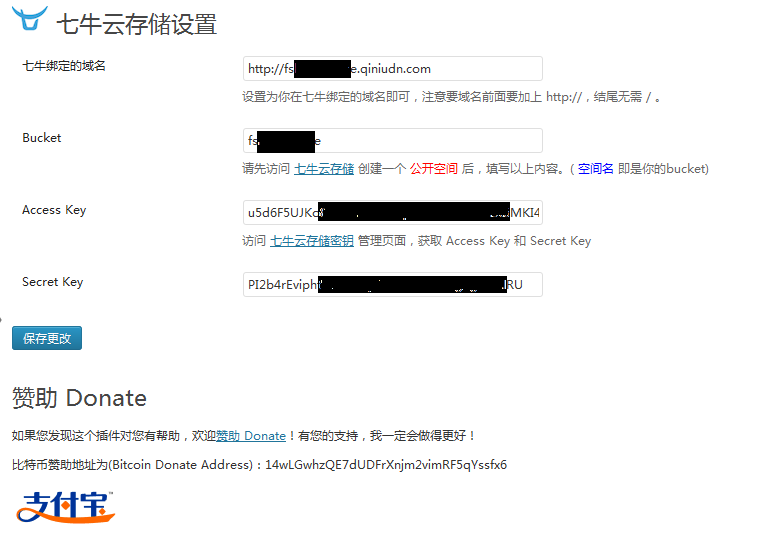 七牛云存储设置
七牛绑定的域名
http://fs e.qiniudn.com
设置为你在七牛绑定的域名即可，注意要域名前面要加上 http://，结尾无需 / 。
Bucket
fs e
请先访问 七牛云存储 创建一个 公开空间 后，填写以上内容。( 空间名 即是你的bucket)
Access Key
u5d6F5UJKc MKI4
访问 七牛云存储密钥 管理页面，获取 Access Key 和 Secret Key
Secret Key
PI2b4rEviph RU
保存更改
赞助 Donate
如果您发现这个插件对您有帮助，欢迎赞助 Donate！有您的支持，我一定会做得更好！
比特币赞助地址为(Bitcoin Donate Address)：14wLGwhzQE7dUDFrXnjm2vimRF5qYssfx6
支付宝